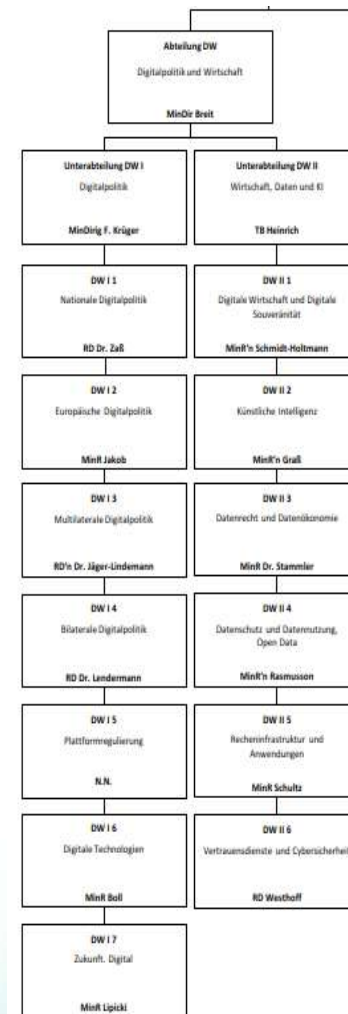 Abteilung DW
Digitalpolitik und Wirtschaft
MinDir Breit
Unterabteilung DW I
Digitalpolitik
MinDirig F. Krüger
DW I 1
Nationale Digitalpolitik
RD Dr. Zaß
DW I 2
Europäische Digitalpolitik
MinR Jakob
DW I 3
Multilaterale Digitalpolitik
RD'n Dr. Jäger-Lindemann
DW I 4
Bilaterale Digitalpolitik
RD Dr. Lendermann
DW I 5
Plattformregulierung
N.N.
DW I 6
Digitale Technologien
MinR Boll
DW I 7
Zukunft. Digital
MinR Lipicki
Unterabteilung DW II
Wirtschaft, Daten und KI
TB Heinrich
DW II 1
Digitale Wirtschaft und Digitale
Souveränität
MinR'n Schmidt-Holtmann
DW II 2
Künstliche Intelligenz
MinR'n Graß
DW II 3
Datenrecht und Datenökonomie
MinR Dr. Stammler
DW II 4
Datenschutz und Datennutzung,
Open Data
MinR'n Rasmusson
DW II 5
Recheninfrastruktur und
Anwendungen
MinR Schultz
DW II 6
Vertrauensdienste und Cybersicherheit
RD Westhoff